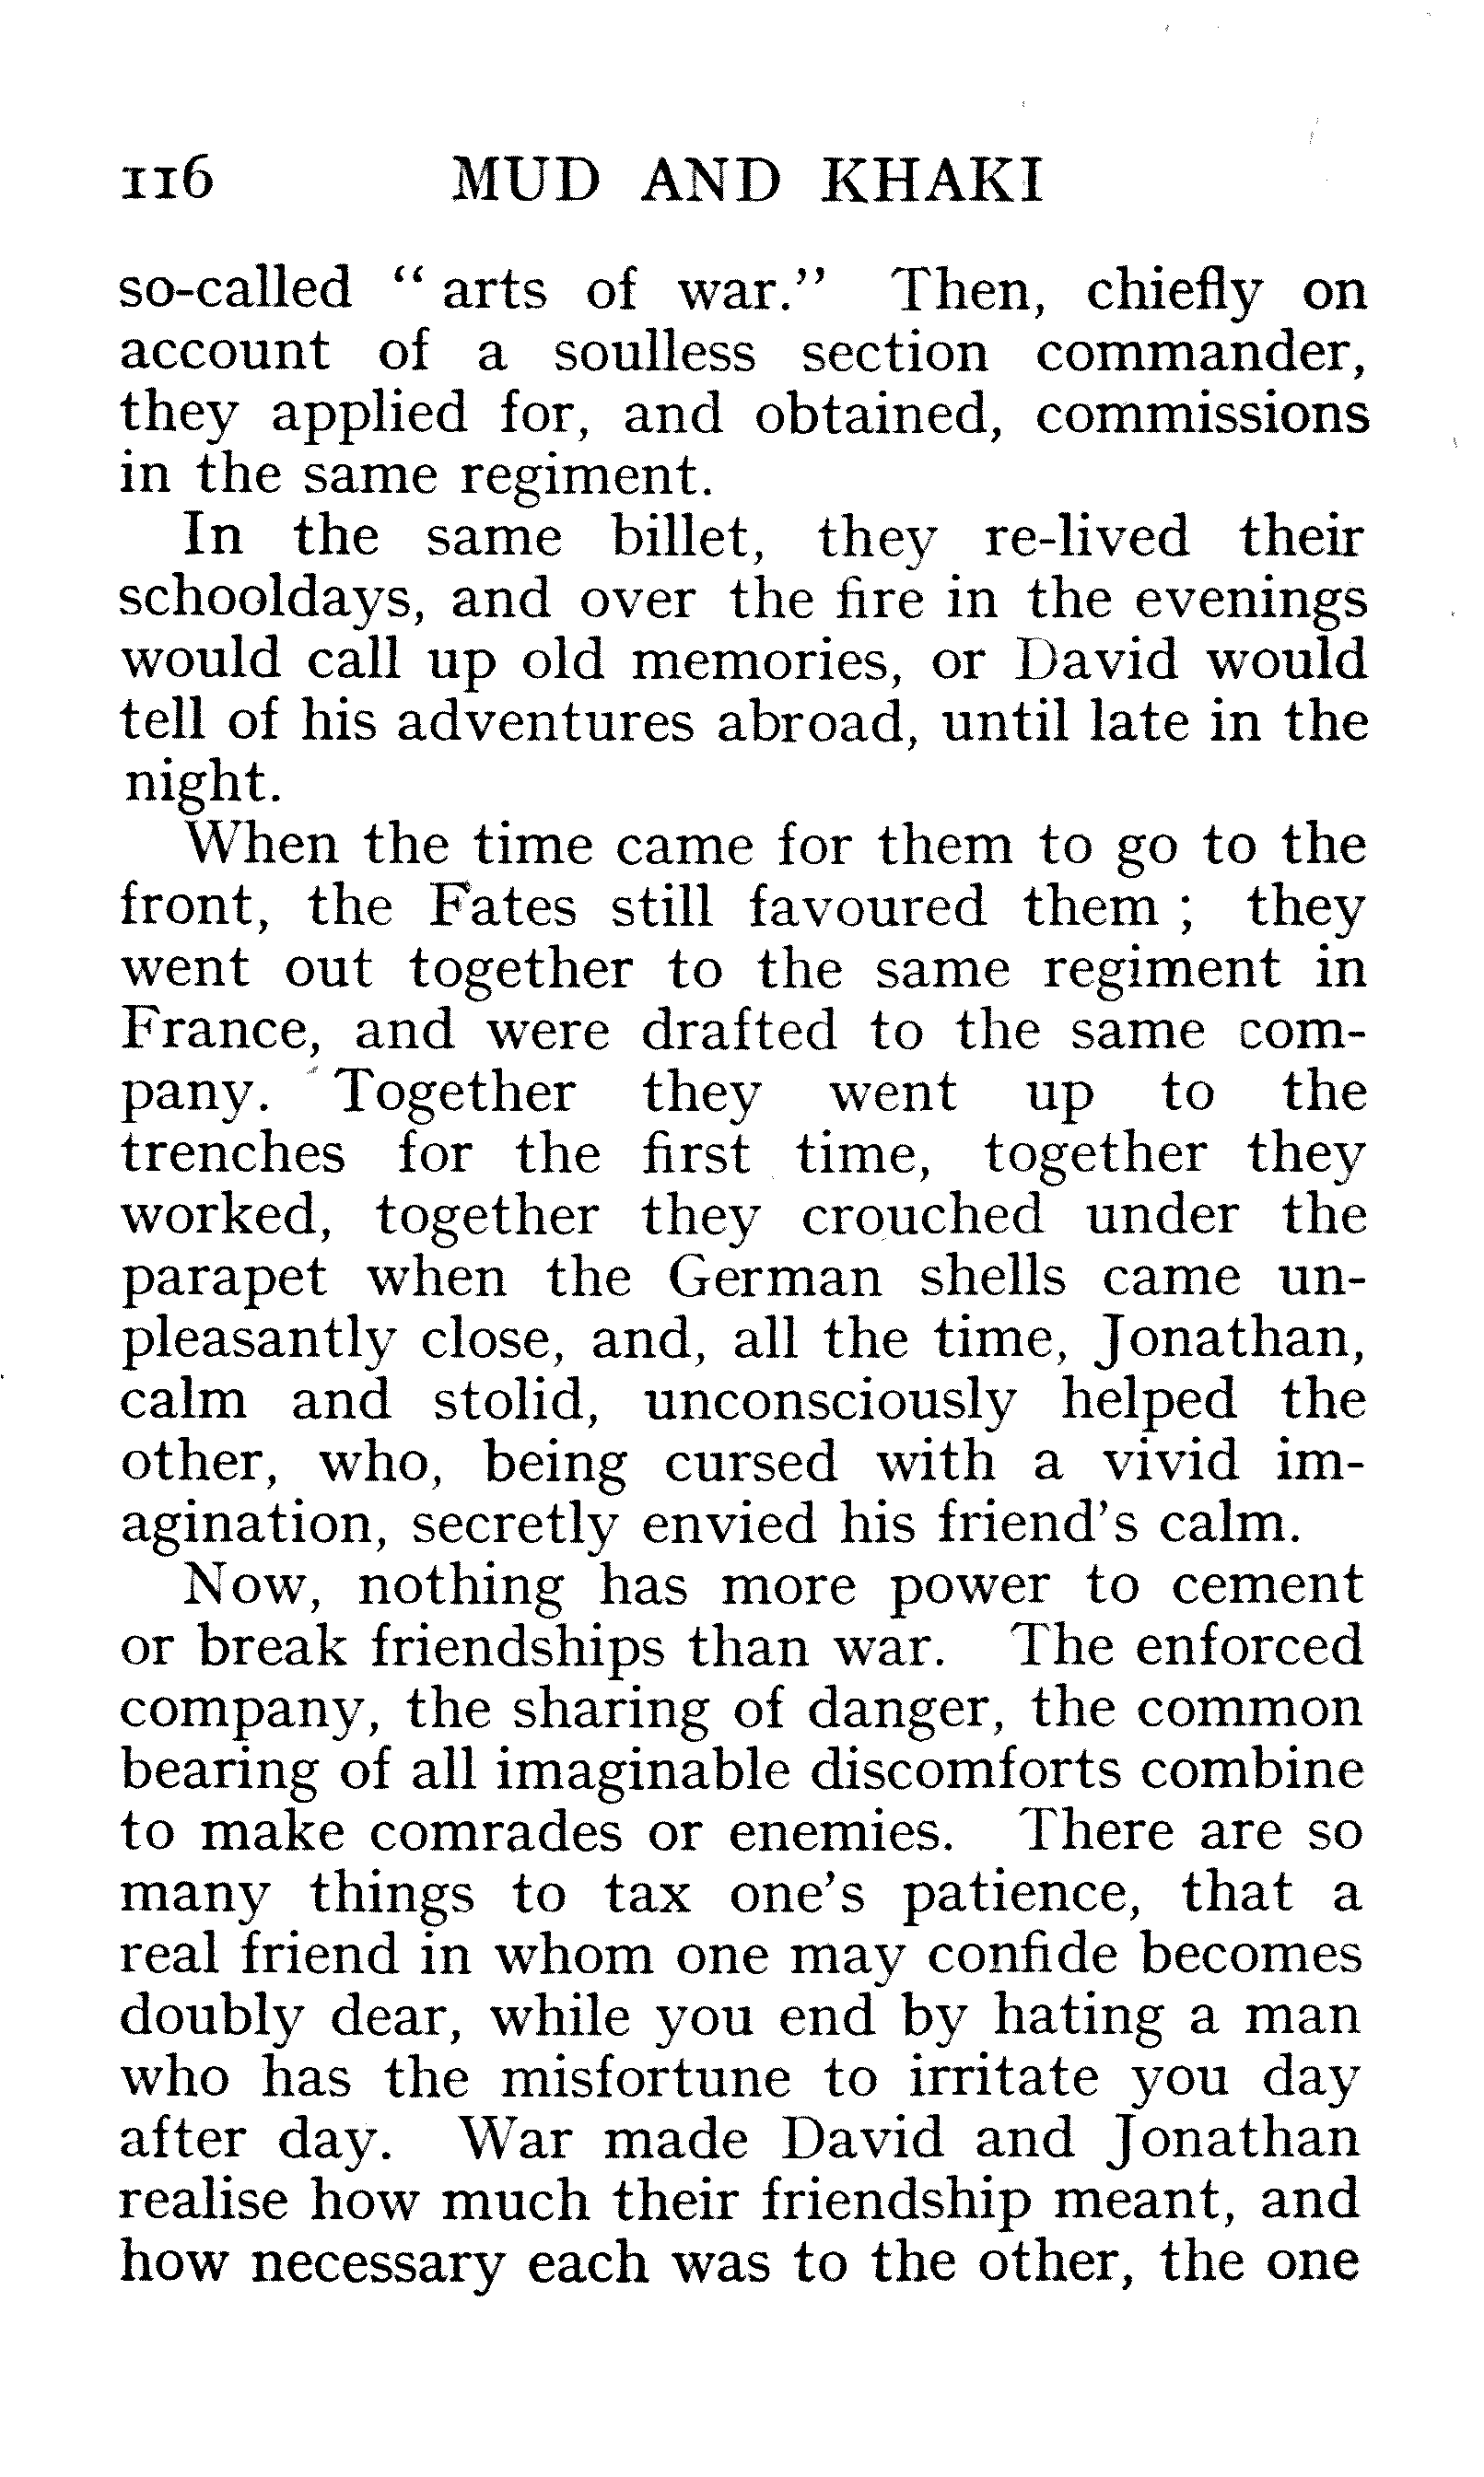 116 MUD AND KHAKI
so-called " arts of war." Then, chiefly on
account of a soulless section commander,
they applied for, and obtained, commissions
in the same regiment.
In the same billet, they re-lived their
schooldays, and over the fire in the evenings
would call up old memories, or David would
tell of his adventures abroad, until late in the
night.
When the time came for them to go to the
front, the Fates still favoured them ; they
went out together to the same regiment in
France, and were drafted to the same com-
pany. Together they went up to the
trenches for the first time, together they
worked, together they crouched under the
parapet when the German shells came un-
pleasantly close, and, all the time, Jonathan,
calm and stolid, unconsciously helped the
other, who, being cursed with a vivid im-
agination, secretly envied his friend's calm.
Now, nothing has more power to cement
or break friendships than war. The enforced
company, the sharing of danger, the common
bearing of all imaginable discomforts combine
to make comrades or enemies. There are so
many things to tax one's patience, that a
real friend in whom one may confide becomes
doubly dear, while you end by hating a man
who has the misfortune to irritate you day
after day. War made David and Jonathan
realise how much their friendship meant, and
how necessary each was to the other, the one